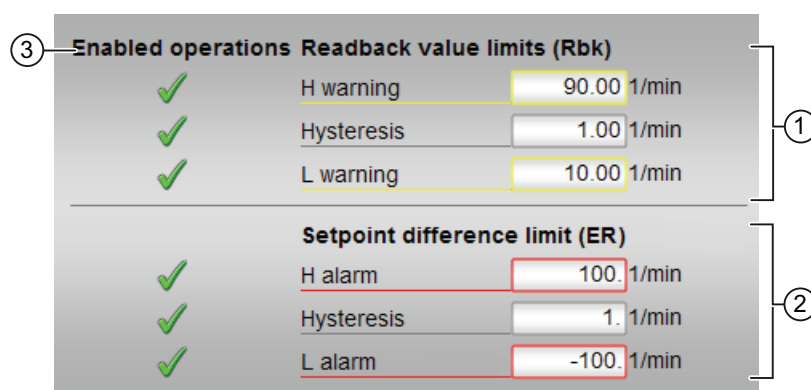 ③ Enabled operations Readback value limits (Rbk)
H warning 90.00 1/min
Hysteresis 1.00 1/min ①
L warning 10.00 1/min
Setpoint difference limit (ER)
H alarm 100. 1/min
Hysteresis 1. 1/min ②
L alarm -100. 1/min